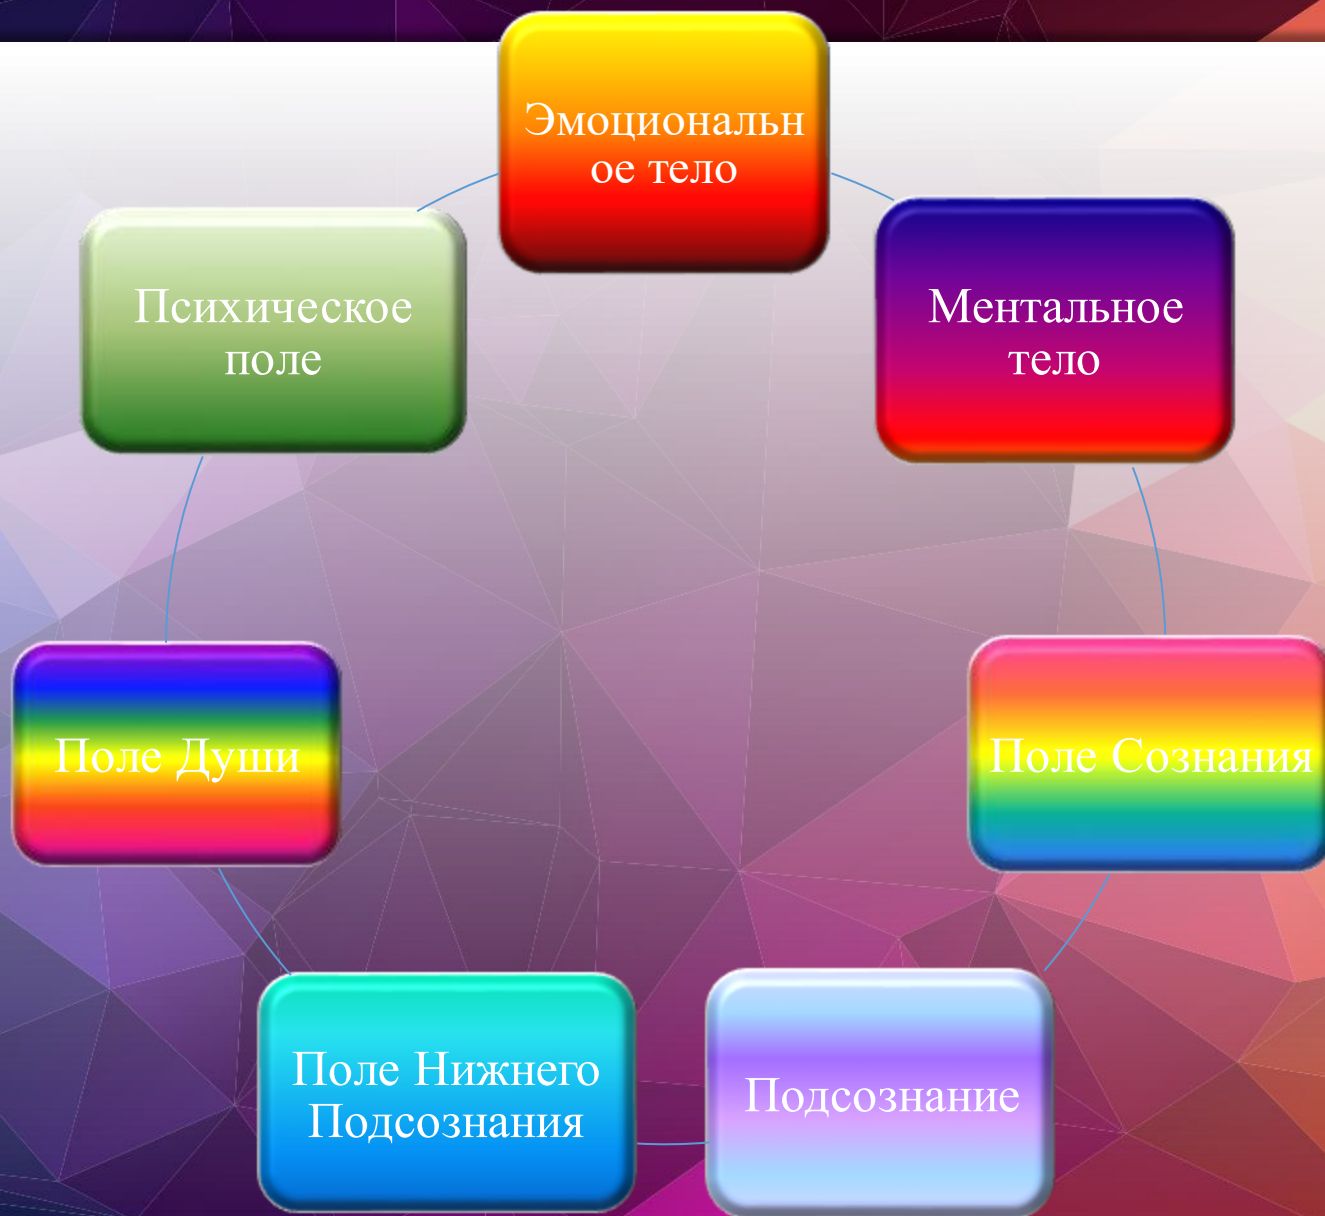 Эмоциональн
ое тело
Ментальное
тело
Поле Сознания
Подсознание
Поле Нижнего
Подсознания
Поле Души
Психическое
поле